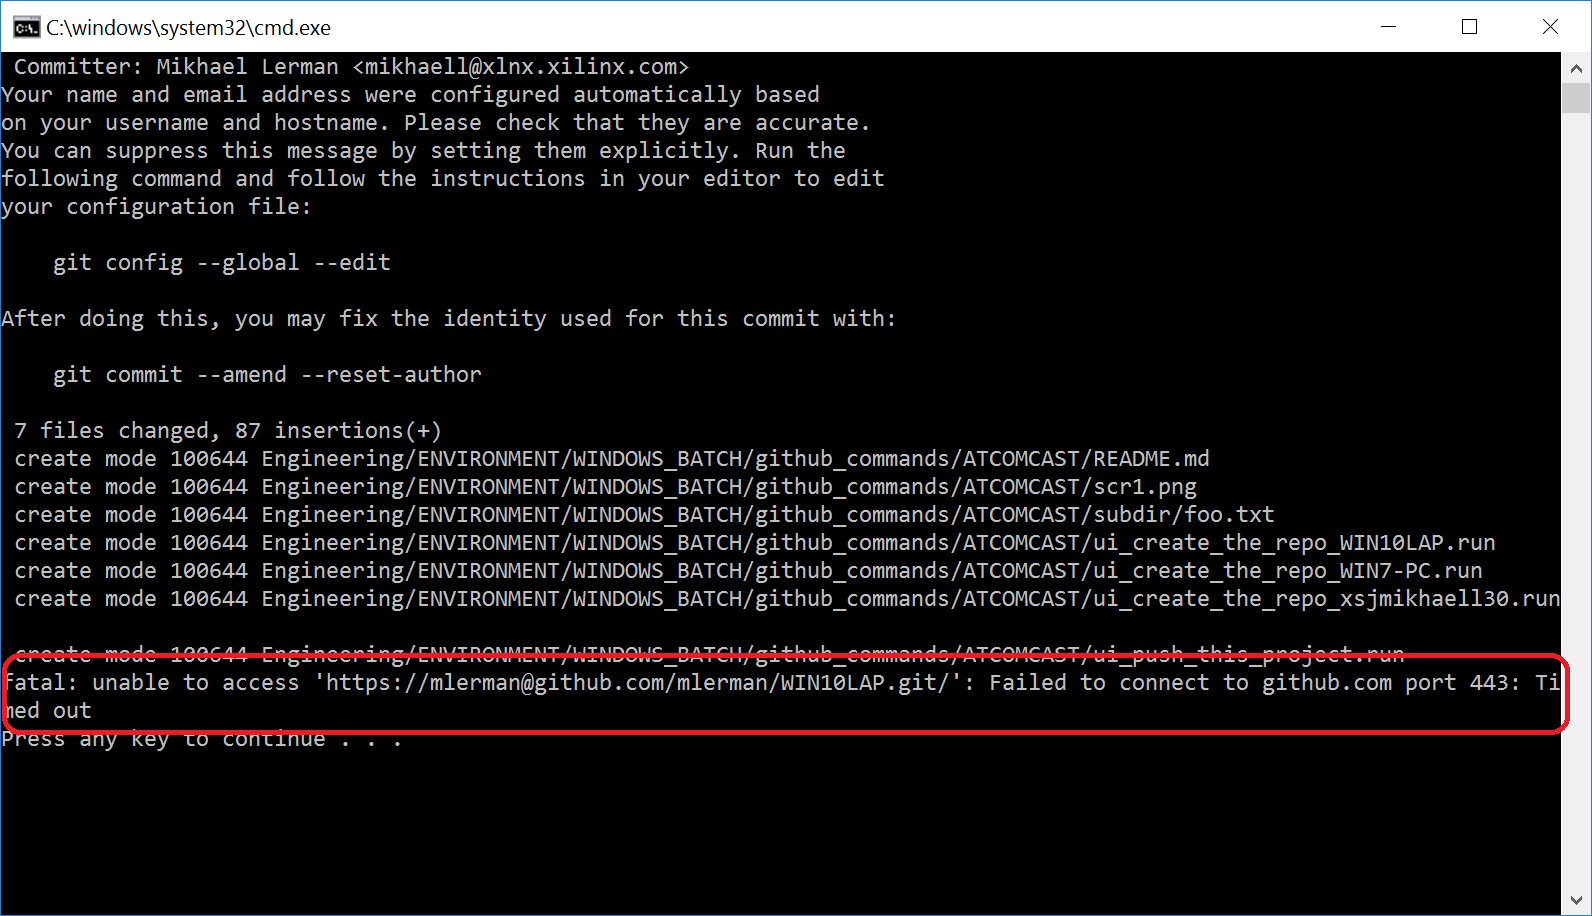 C:\windows\system32\cmd.exe
Committer: Mikhael Lerman <mikhaell@xlnx.xilinx.com>
Your name and email address were configured automatically based
on your username and hostname. Please check that they are accurate.
You can suppress this message by setting them explicitly. Run the
following command and follow the instructions in your editor to edit
your configuration file:
git config --global --edit
After doing this, you may fix the identity used for this commit with:
git commit --amend --reset-author
7 files changed, 87 insertions(+)
create mode 100644 Engineering/ENVIRONMENT/WINDOWS_BATCH/github_commands/ATCOMCAST/README.md
create mode 100644 Engineering/ENVIRONMENT/WINDOWS_BATCH/github_commands/ATCOMCAST/scr1.png
create mode 100644 Engineering/ENVIRONMENT/WINDOWS_BATCH/github_commands/ATCOMCAST/subdir/foo.txt
create mode 100644 Engineering/ENVIRONMENT/WINDOWS_BATCH/github_commands/ATCOMCAST/ui_create_the_repo_WIN10LAP.run
create mode 100644 Engineering/ENVIRONMENT/WINDOWS_BATCH/github_commands/ATCOMCAST/ui_create_the_repo_WIN7-PC.run
create mode 100644 Engineering/ENVIRONMENT/WINDOWS_BATCH/github_commands/ATCOMCAST/ui_create_the_repo_xsjmikhaell30.run
create mode 100644 Engineering/ENVIRONMENT/WINDOWS_BATCH/github_commands/ATCOMCAST/ui_push_this_project.run
fatal: unable to access 'https://mlerman@github.com/mlerman/WIN10LAP.git/': Failed to connect to github.com port 443: Ti
med out
Press any key to continue . . .